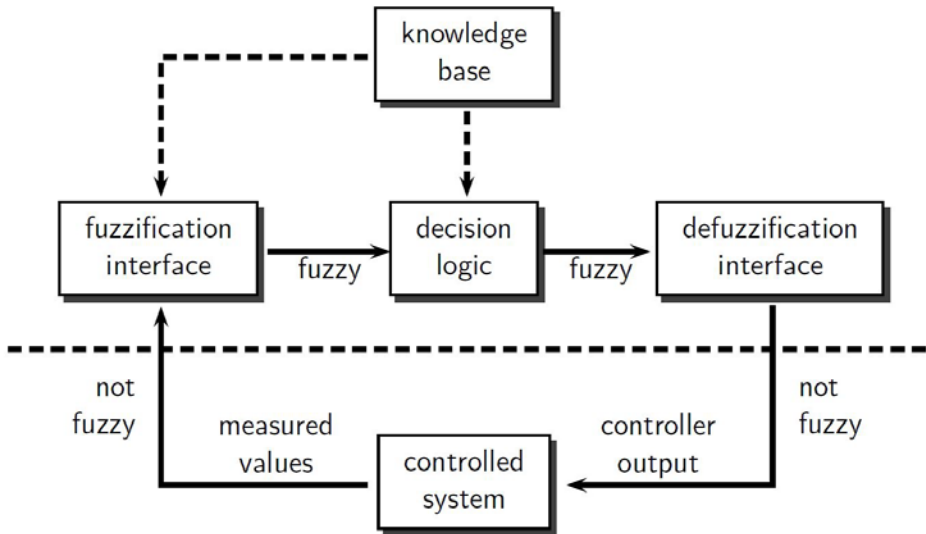 knowledge
base
fuzzification
interface
fuzzy
decision
logic
fuzzy
defuzzification
interface
not
fuzzy
measured
values
controlled
system
controller
output
not
fuzzy